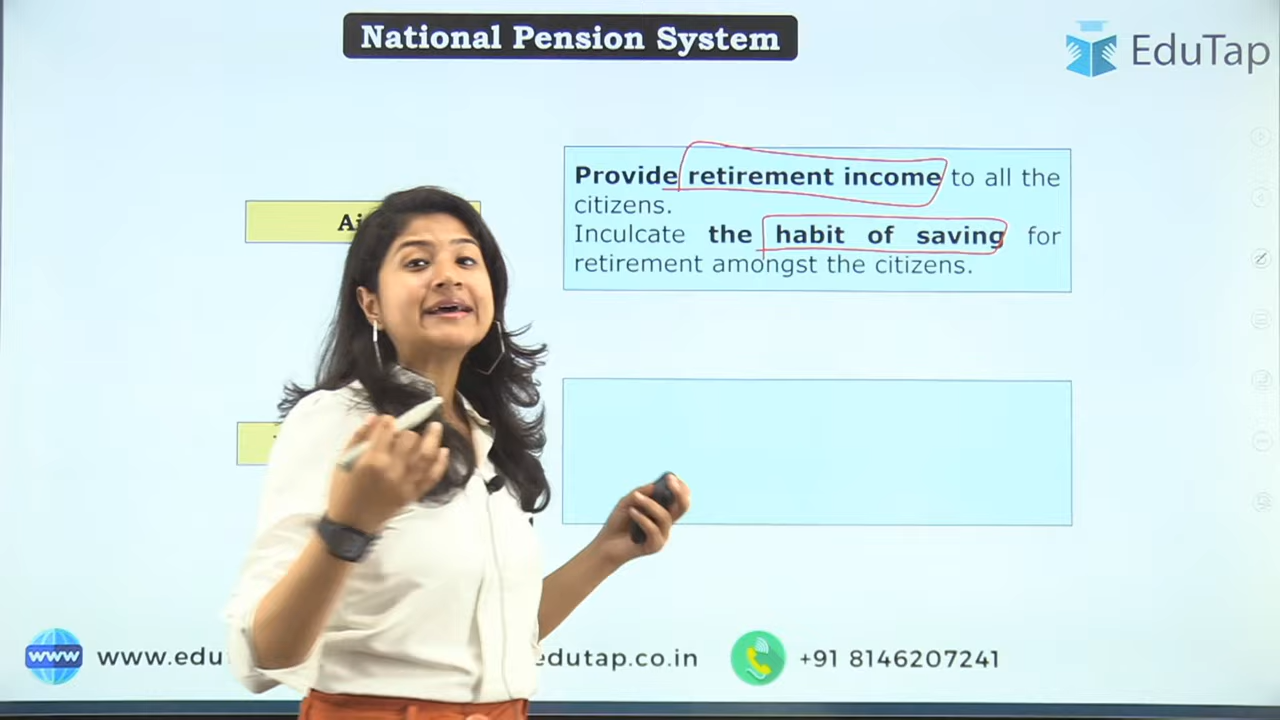 National Pension System
EduTap
Provide retirement income to all the
citizens.
Inculcate the habit of saving for
retirement amongst the citizens.
www edutap.co.in +91 8146207241